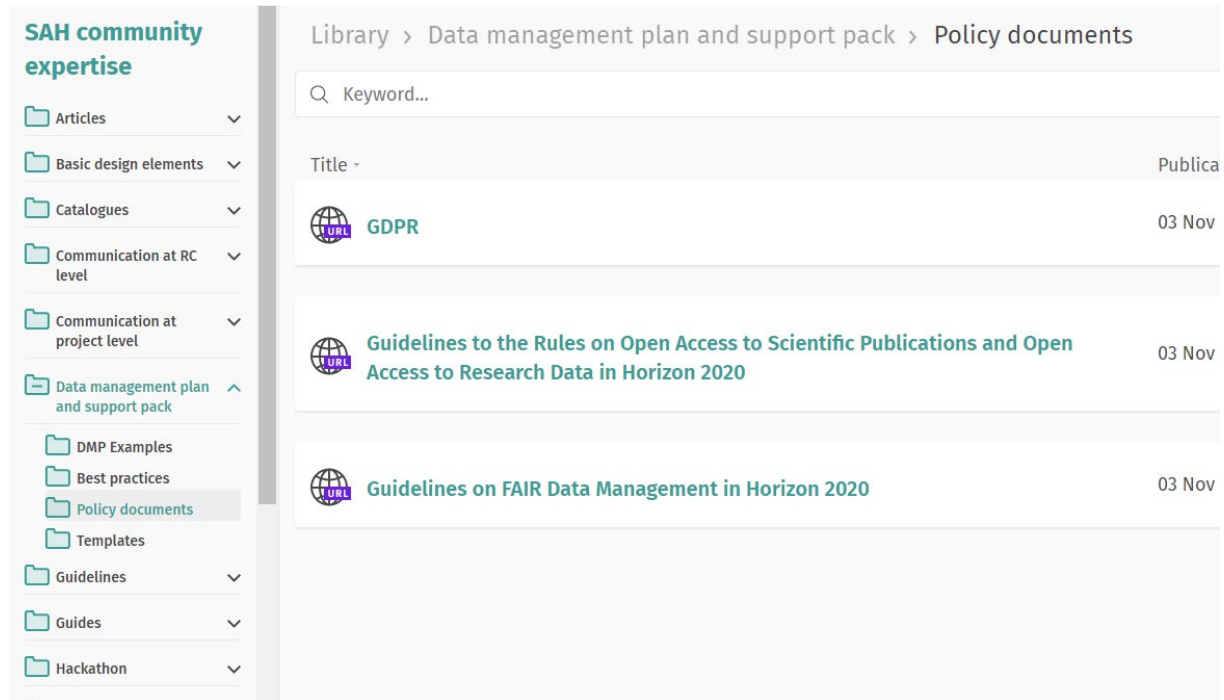 SAH community
expertise
Articles
Basic design elements
Catalogues
Communication at RC
level
Communication at
project level
Data management plan
and support pack
DMP Examples
Best practices
Policy documents
Templates
Guidelines
Guides
Hackathon
Library > Data management plan and support pack > Policy documents
Keyword...
Title
Publica
URL
GDPR
03 Nov
URL
Guidelines to the Rules on Open Access to Scientific Publications and Open
Access to Research Data in Horizon 2020
03 Nov
URL
Guidelines on FAIR Data Management in Horizon 2020
03 Nov